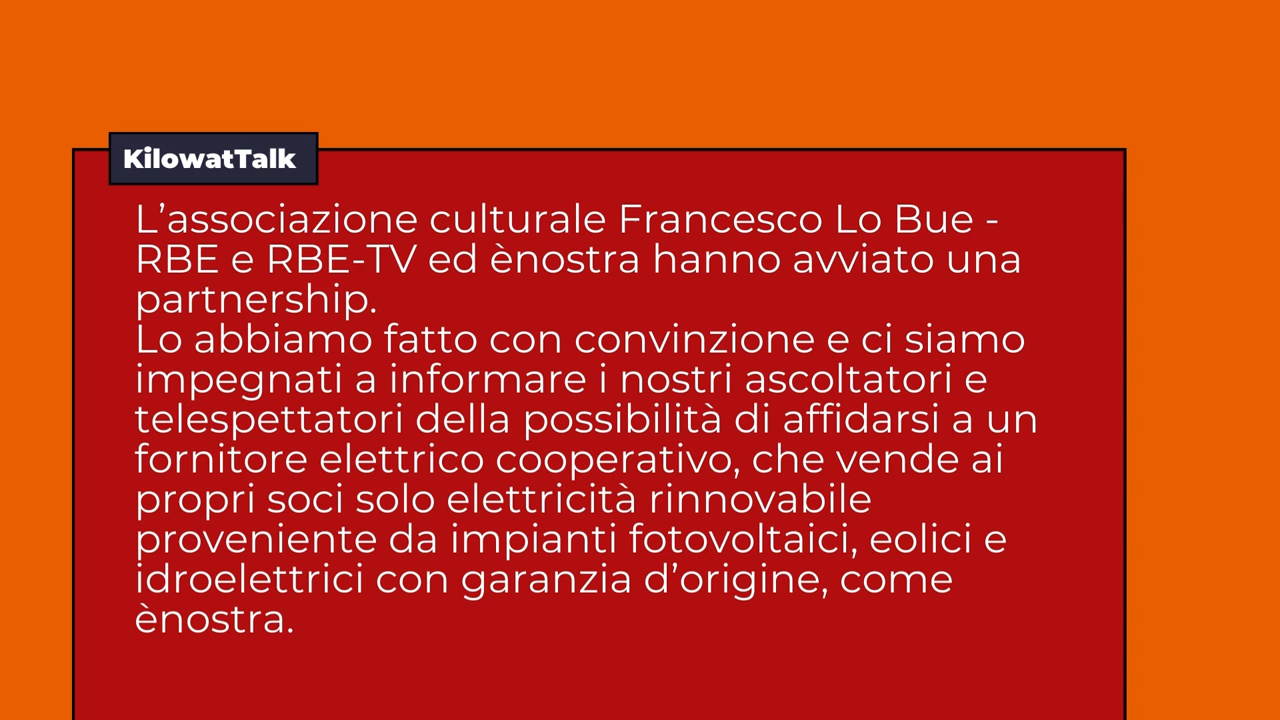 KilowatTalk
L’associazione culturale Francesco Lo Bue -
RBE e RBE-TV ed ènostra hanno avviato una
partnership.
Lo abbiamo fatto con convinzione e ci siamo
impegnati a informare i nostri ascoltatori e
telespettatori della possibilità di affidarsi a un
fornitore elettrico cooperativo, che vende ai
propri soci solo elettricità rinnovabile
proveniente da impianti fotovoltaici, eolici e
idroelettrici con garanzia d’origine, come
ènostra.